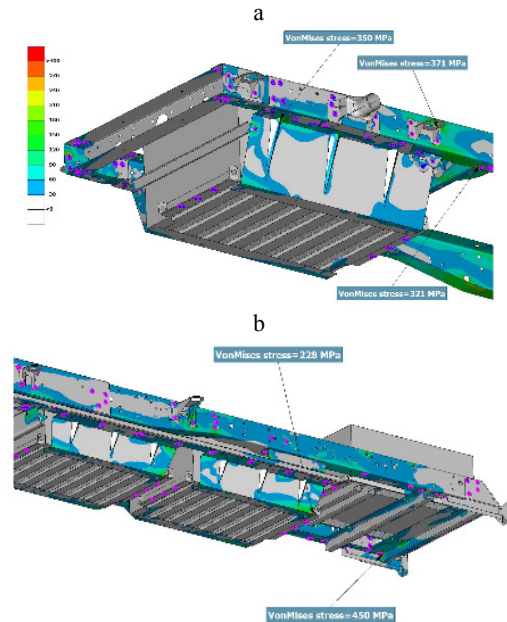 a
VonMises stress=350 MPa
VonMises stress=371 MPa
VonMises stress=321 MPa
b
VonMises stress=228 MPa
VonMises stress=450 MPa